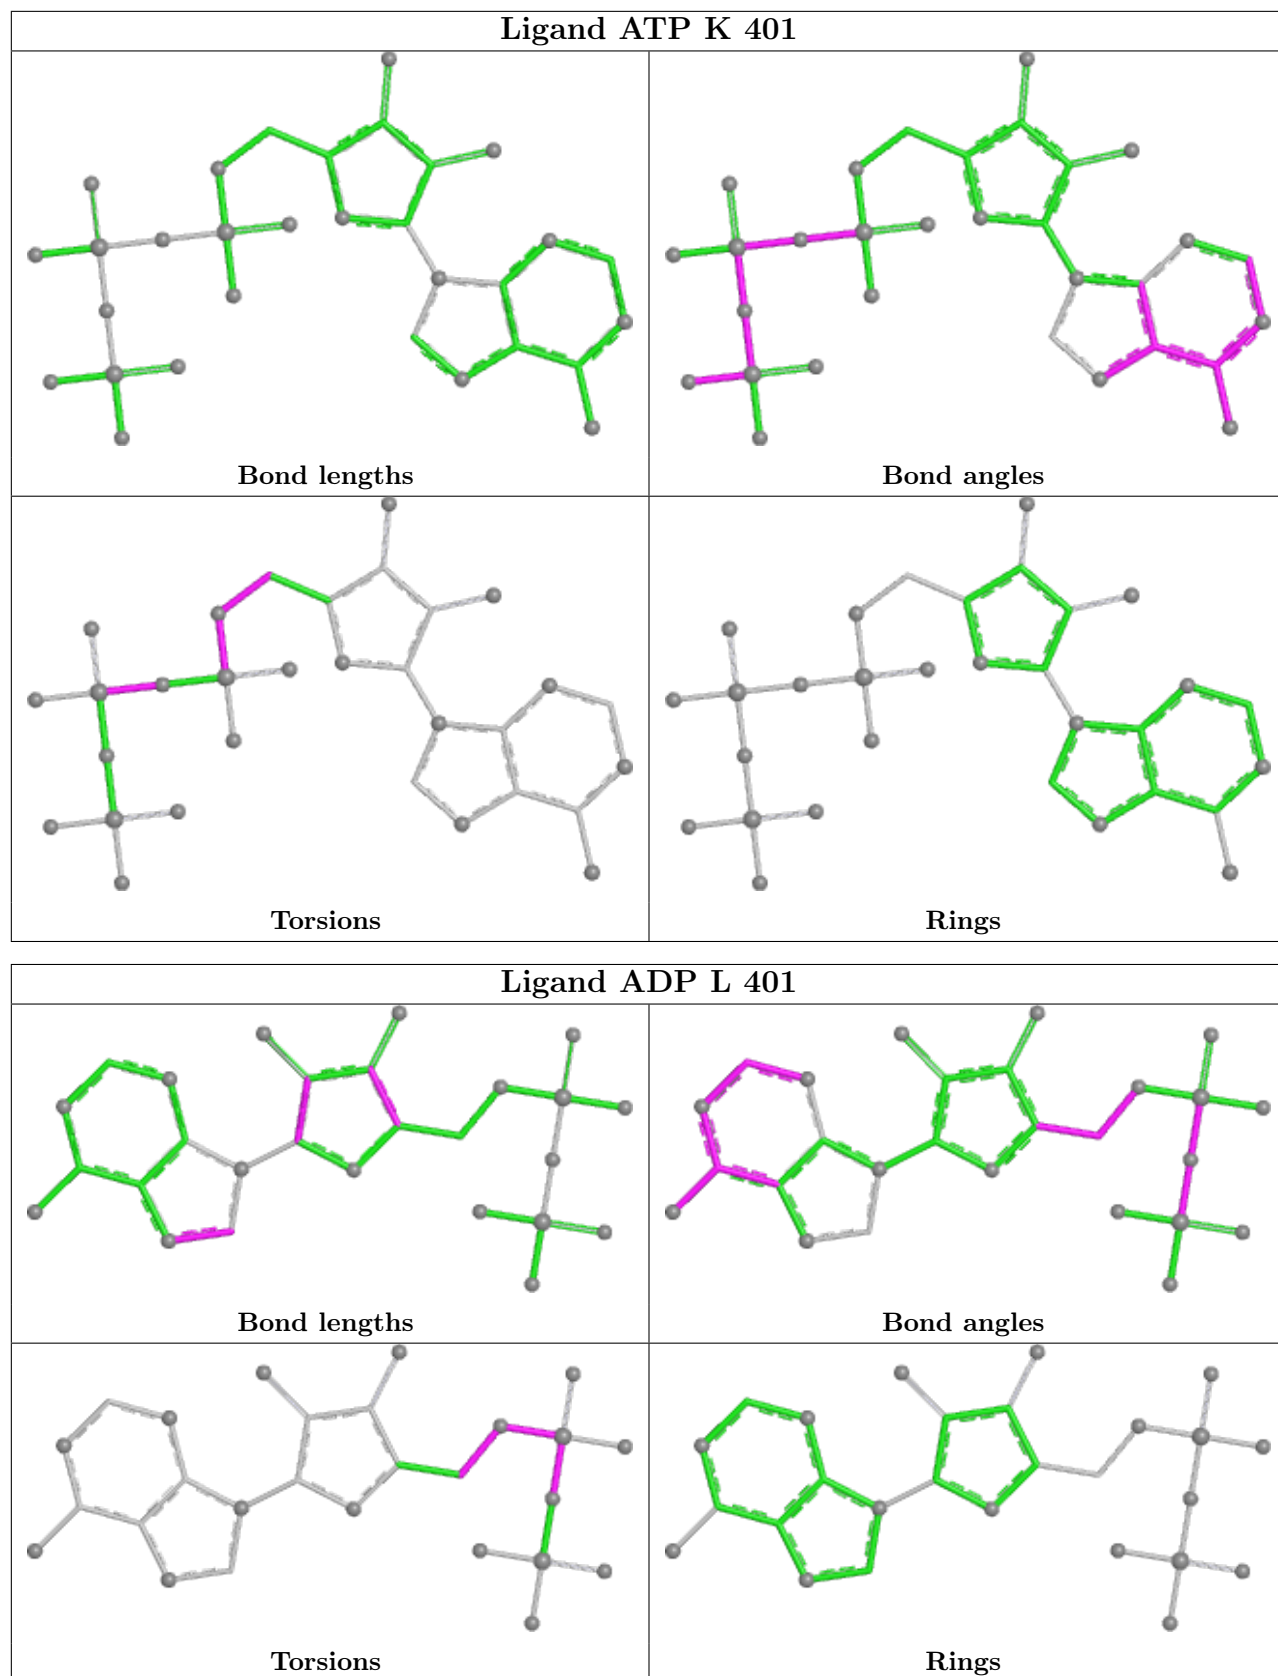 Ligand ATP K 401
Bond lengths
Bond angles
Torsions
Rings
Ligand ADP L 401
Bond lengths
Bond angles
Torsions
Rings